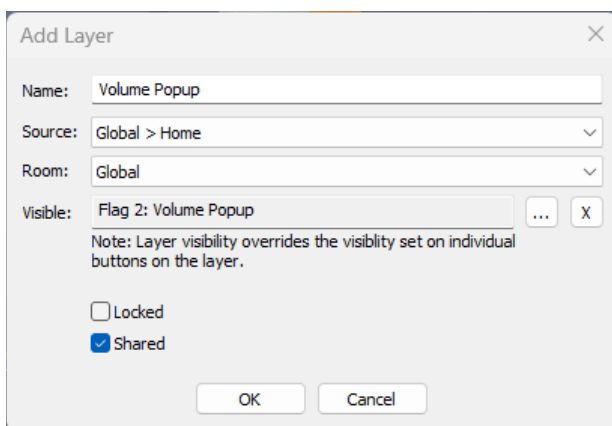 Add Layer
Name: Volume Popup
Source: Global > Home
Room: Global
Visible: Flag 2: Volume Popup ... X
Note: Layer visibility overrides the visiblity set on individual
buttons on the layer.
Locked
Shared
OK Cancel